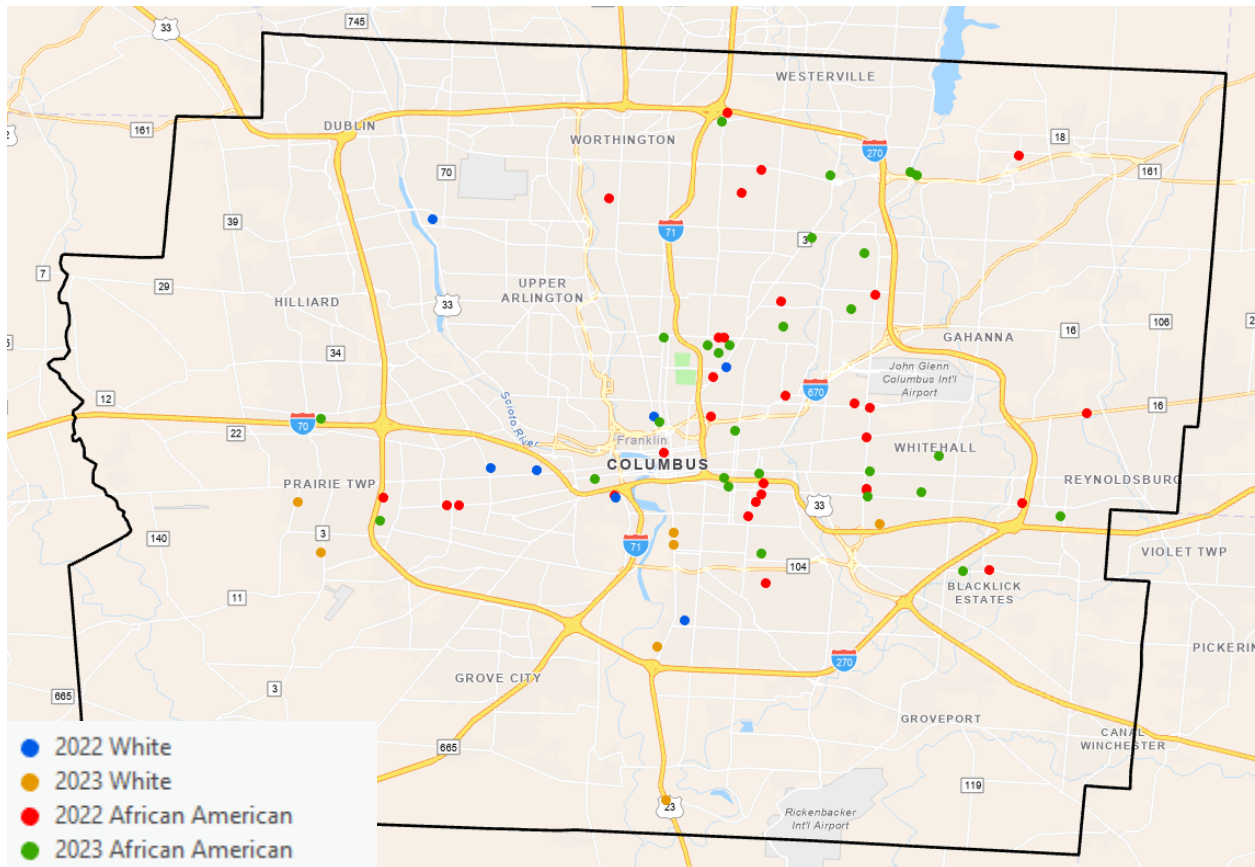 33
745
WESTERVILLE
161
2
DUBLIN
WORTHINGTON
18
270
161
70
39
71
3
7
UPPER
ARLINGTON
29
HILLIARD
33
16
106
2
GAHANNA
5
34
John Glenn
Columbus Int'l
Airport
670
12
Scioto River
16
70
22
Franklin
WHITEHALL
COLUMBUS
REYNOLDSBURG
PRAIRIE TWP
33
3
71
140
VIOLET TWP
104
BLACKLICK
ESTATES
11
PICKERIN
270
GROVE CITY
3
665
GROVEPORT
CANAL
WINCHESTER
665
119
23
Rickenbacker
Int'l Airport
2022 White
2023 White
2022 African American
2023 African American